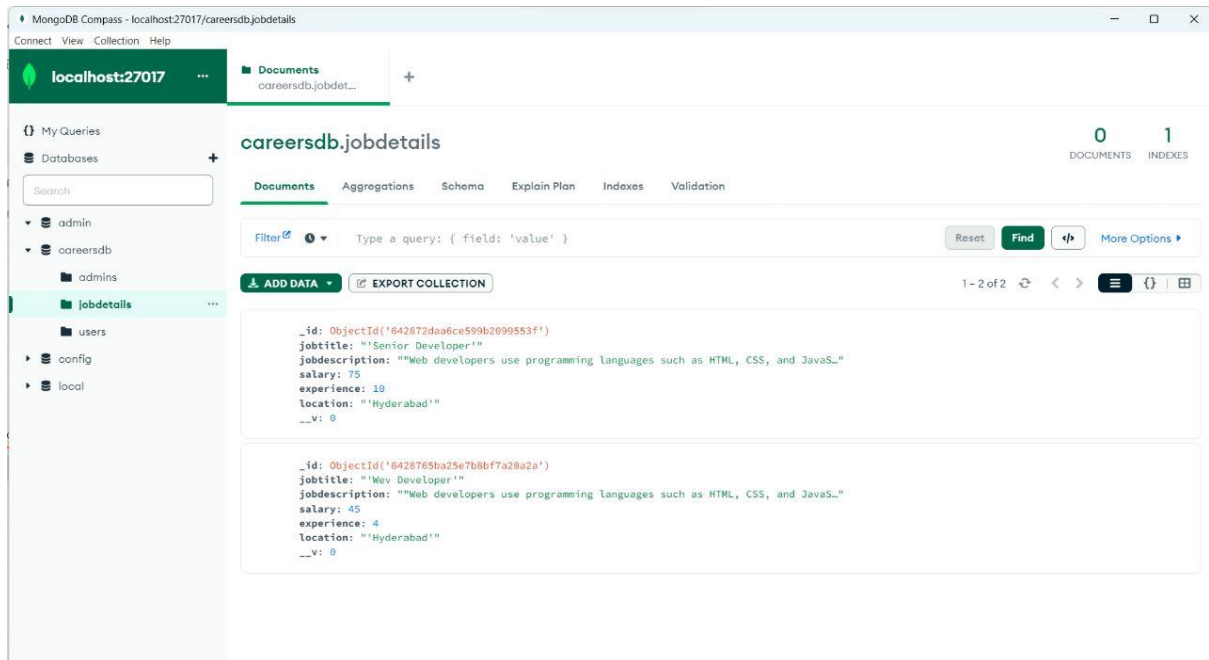 MongoDB Compass - localhost:27017/careersdb.jobdetails
Connect View Collection Help
localhost:27017 ...
Documents
careersdb.jobdet...
+
{} My Queries
Databases +
Search
admin
careersdb
admins
jobdetails ...
users
config
local
careersdb.jobdetails
0 1
DOCUMENTS INDEXES
Documents Aggregations Schema Explain Plan Indexes Validation
Filter Type a query: { field: 'value' } Reset Find </> More Options
ADD DATA EXPORT COLLECTION 1 - 2 of 2 < > {}
_id: ObjectId('642872daa6ce599b2099553f')
jobtitle: "'Senior Developer'"
jobdescription: ""Web developers use programming languages such as HTML, CSS, and JavaS…"
salary: 75
experience: 10
location: "'Hyderabad'"
__v: 0
_id: ObjectId('6428765ba25e7b8bf7a20a2a')
jobtitle: "'Wev Developer'"
jobdescription: ""Web developers use programming languages such as HTML, CSS, and JavaS…"
salary: 45
experience: 4
location: "'Hyderabad'"
__v: 0